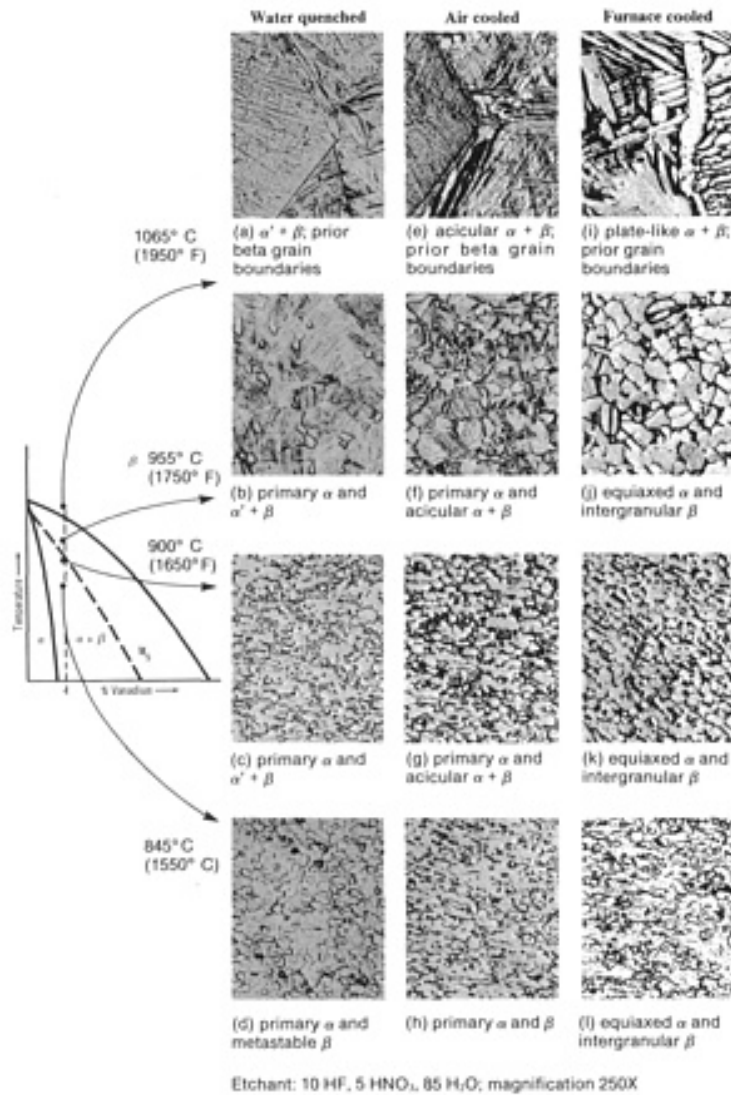 Water quenched
Air cooled
Furnace cooled
(a) α' + β; prior
beta grain
boundaries
(e) acicular α + β;
prior beta grain
boundaries
(i) plate-like α + β;
prior grain
boundaries
1065° C
(1950° F)
β 955° C
(1750° F)
(b) primary α and
α' + β
(f) primary α and
acicular α + β
(j) equiaxed α and
intergranular β
900° C
(1650° F)
Temperature
α
α + β
4
% Vanadium
(c) primary α and
α' + β
(g) primary α and
acicular α + β
(k) equiaxed α and
intergranular β
845° C
(1550° C)
(d) primary α and
metastable β
(h) primary α and β
(l) equiaxed α and
intergranular β
Etchant: 10 HF, 5 HNO₃, 85 H₂O; magnification 250X